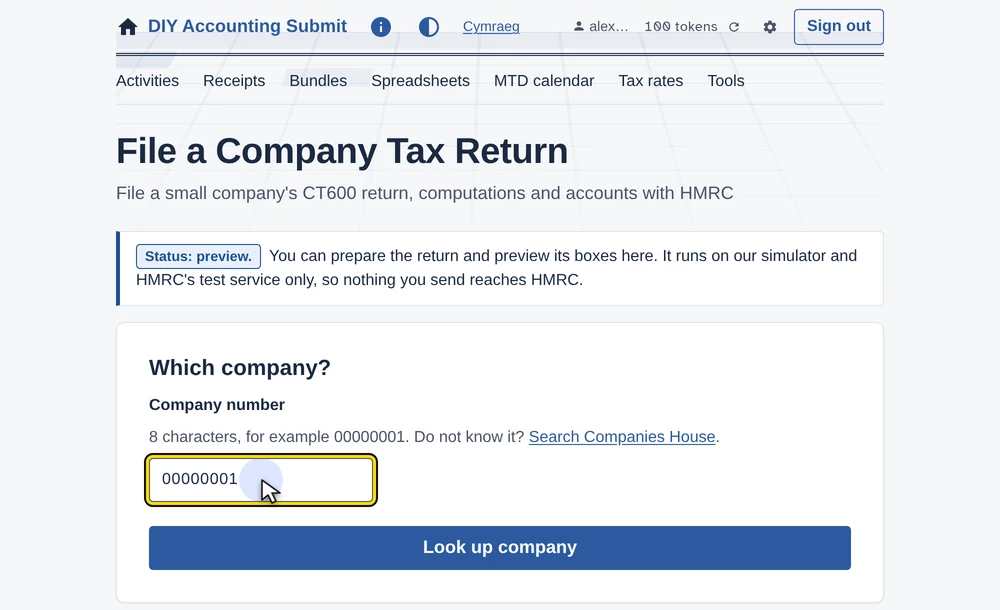 DIY Accounting Submit
Cymraeg
alex...
100 tokens
Sign out
Activities
Receipts
Bundles
Spreadsheets
MTD calendar
Tax rates
Tools
File a Company Tax Return
File a small company's CT600 return, computations and accounts with HMRC
Status: preview. You can prepare the return and preview its boxes here. It runs on our simulator and
HMRC's test service only, so nothing you send reaches HMRC.
Which company?
Company number
8 characters, for example 00000001. Do not know it? Search Companies House.
00000001
Look up company